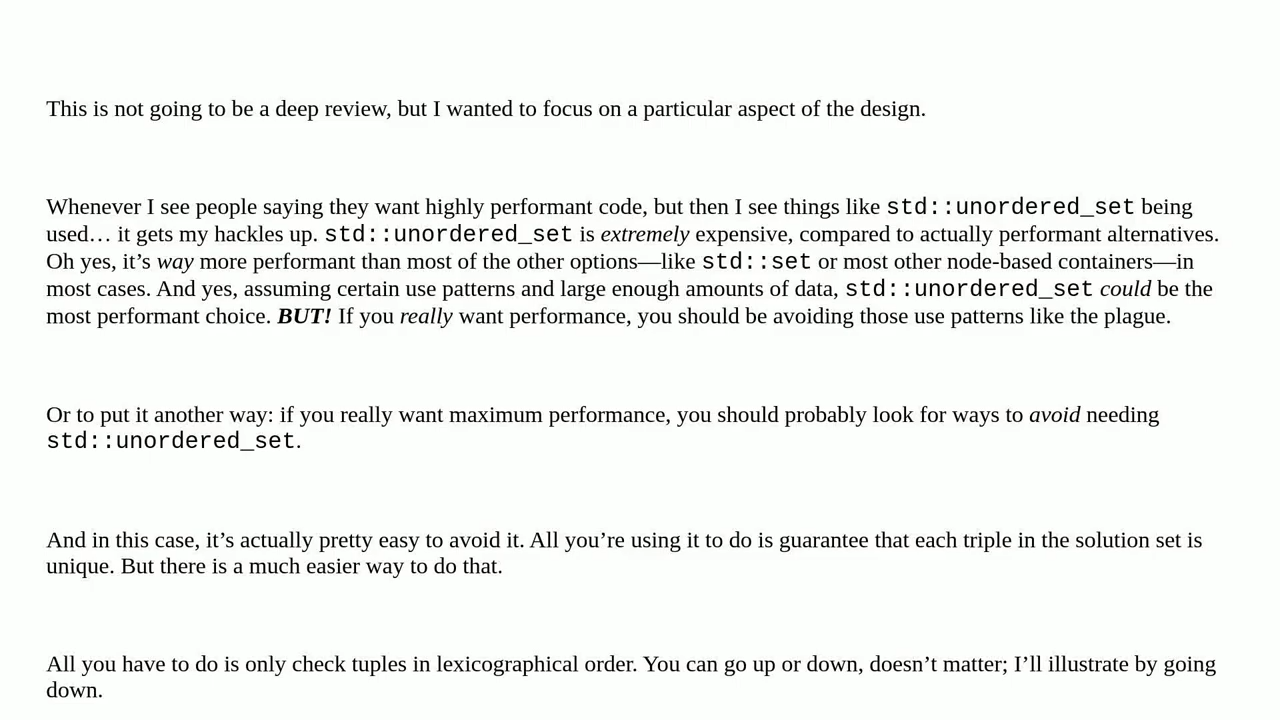 This is not going to be a deep review, but I wanted to focus on a particular aspect of the design.
Whenever I see people saying they want highly performant code, but then I see things like std::unordered_set being
used… it gets my hackles up. std::unordered_set is extremely expensive, compared to actually performant alternatives.
Oh yes, it’s way more performant than most of the other options—like std::set or most other node-based containers—in
most cases. And yes, assuming certain use patterns and large enough amounts of data, std::unordered_set could be the
most performant choice. BUT! If you really want performance, you should be avoiding those use patterns like the plague.
Or to put it another way: if you really want maximum performance, you should probably look for ways to avoid needing
std::unordered_set.
And in this case, it’s actually pretty easy to avoid it. All you’re using it to do is guarantee that each triple in the solution set is
unique. But there is a much easier way to do that.
All you have to do is only check tuples in lexicographical order. You can go up or down, doesn’t matter; I’ll illustrate by going
down.